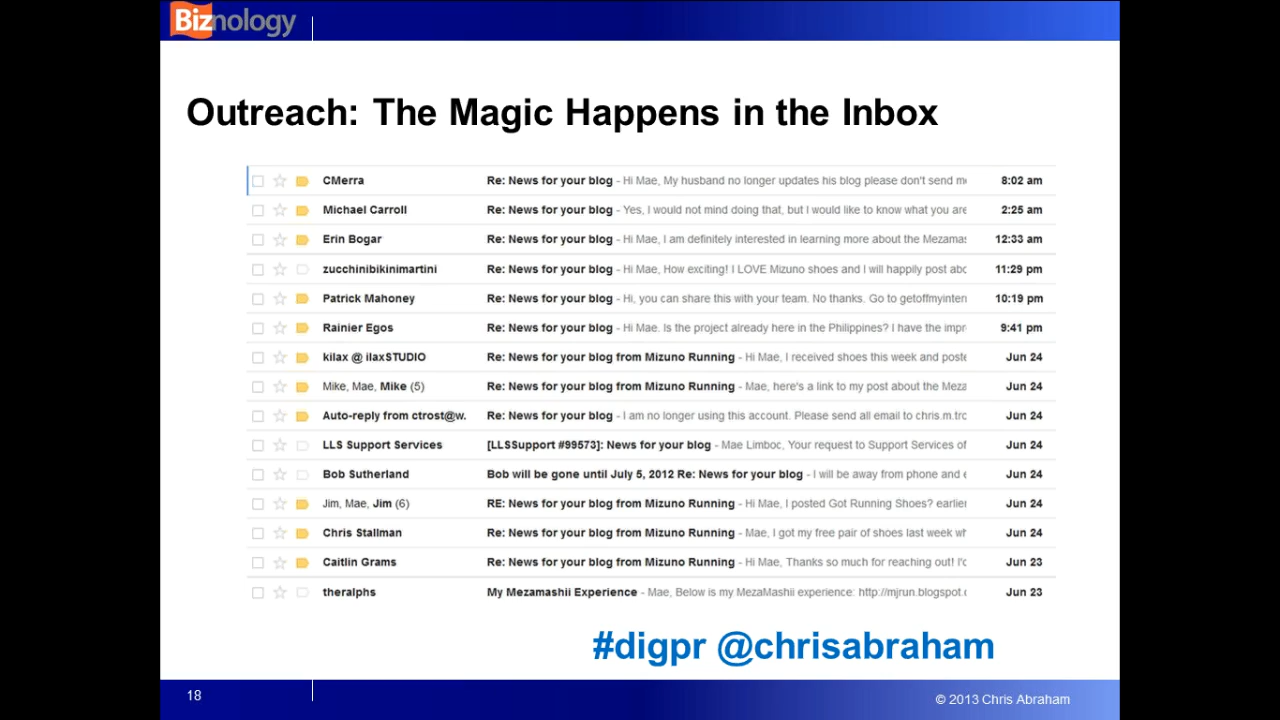 Biznology
Outreach: The Magic Happens in the Inbox
CMerra Re: News for your blog - Hi Mae, My husband no longer updates his blog please don't send m 8:02 am
Michael Carroll Re: News for your blog - Yes, I would not mind doing that, but I would like to know what you are 2:25 am
Erin Bogar Re: News for your blog - Hi Mae, I am definitely interested in learning more about the Mezamas 12:33 am
zucchinibikinimartini Re: News for your blog - Hi Mae, How exciting! I LOVE Mizuno shoes and I will happily post abo 11:29 pm
Patrick Mahoney Re: News for your blog - Hi, you can share this with your team. No thanks. Go to getoffmyintern 10:19 pm
Rainier Egos Re: News for your blog - Hi Mae. Is the project already here in the Philippines? I have the impr 9:41 pm
kilax @ ilaxSTUDIO Re: News for your blog from Mizuno Running - Hi Mae, I received shoes this week and poste Jun 24
Mike, Mae, Mike (5) Re: News for your blog from Mizuno Running - Mae, here's a link to my post about the Meza Jun 24
Auto-reply from ctrost@w. Re: News for your blog - I am no longer using this account. Please send all email to chris.m.trc Jun 24
LLS Support Services [LLSSupport #99573]: News for your blog - Mae Limboc, Your request to Support Services of Jun 24
Bob Sutherland Bob will be gone until July 5, 2012 Re: News for your blog - I will be away from phone and e Jun 24
Jim, Mae, Jim (6) RE: News for your blog from Mizuno Running - Hi Mae, I posted Got Running Shoes? earlier Jun 24
Chris Stallman Re: News for your blog from Mizuno Running - Mae, I got my free pair of shoes last week wh Jun 24
Caitlin Grams Re: News for your blog from Mizuno Running - Hi Mae, Thanks so much for reaching out! I'd Jun 23
theralphs My Mezamashii Experience - Mae, Below is my MezaMashii experience: http://mjrun.blogspot.c Jun 23
#digpr @chrisabraham
18
© 2013 Chris Abraham